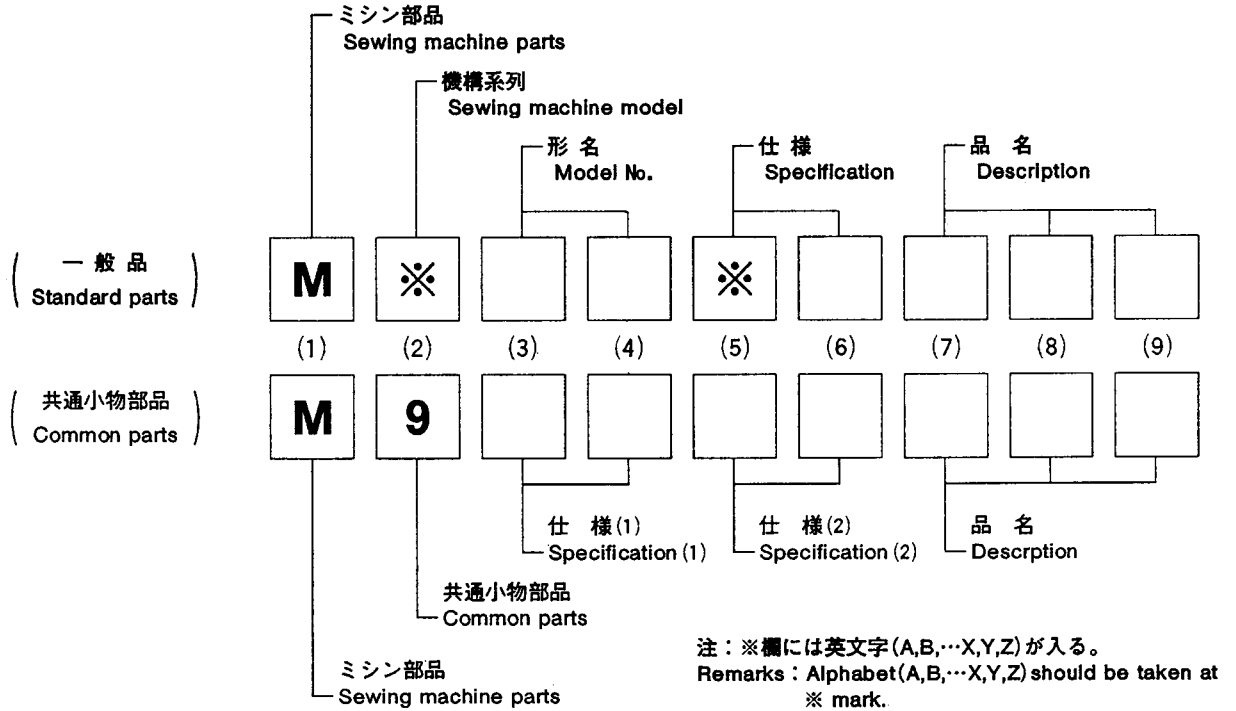 ミシン部品
Sewing machine parts
機構系列
Sewing machine model
形 名
Model No.
仕 様
Specification
品 名
Description
( 一 般 品 )
Standard parts
M ※ ※
(1) (2) (3) (4) (5) (6) (7) (8) (9)
( 共通小物部品 )
Common parts
M 9
仕 様(1)
Specification(1)
仕 様(2)
Specification(2)
品 名
Descrption
共通小物部品
Common parts
ミシン部品
Sewing machine parts
注：※欄には英文字(A,B,…X,Y,Z)が入る。
Remarks：Alphabet(A,B,…X,Y,Z)should be taken at
※ mark.